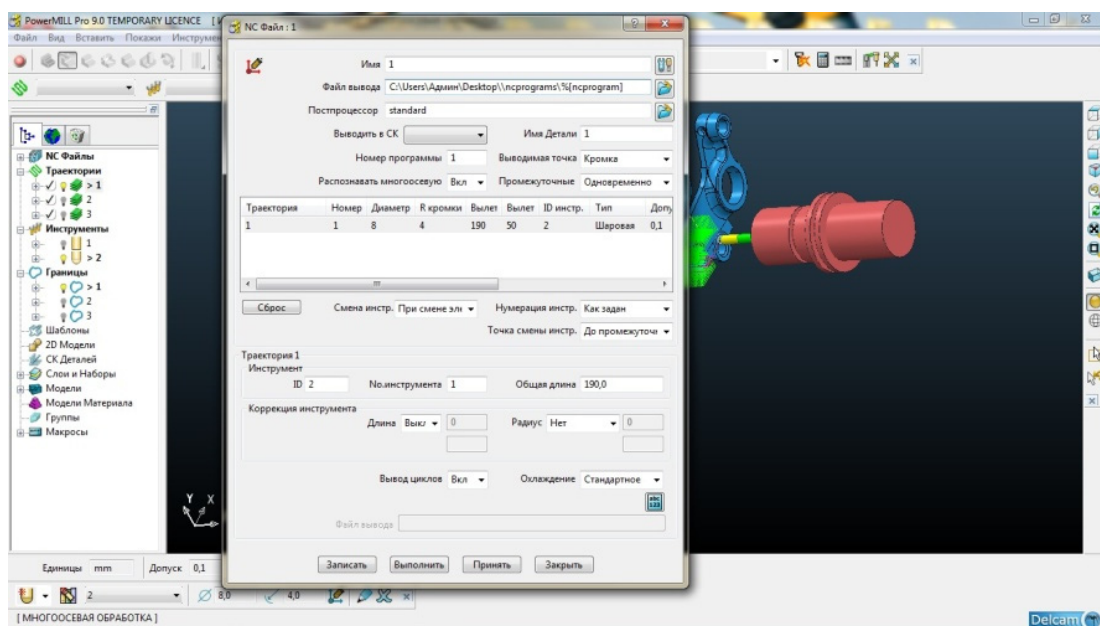 PowerMILL Pro 9.0 TEMPORARY LICENCE
Файл Вид Вставить Покажи
NC Файл : 1
Имя 1
Файл вывода C:\Users\Админ\Desktop\\ncprograms\%[ncprogram]
Постпроцессор standard
Выводить в СК Имя Детали 1
Номер программы 1 Выводимая точка Кромка
Распознавать многоосевую Вкл Промежуточные Одновременно
Траектория Номер Диаметр R кромки Вылет Вылет ID инстр. Тип
1 1 8 4 190 50 2 Шаровая 0,1
Сброс Смена инстр. При смене Нумерация инстр. Как задан
Точка смены инстр. До
Траектория 1
Инструмент
ID 2 No.инструмента 1 Общая длина 190,0
Коррекция инструмента
Длина 0 Радиус Нет 0
Вывод циклов Вкл Охлаждение Стандартное
abc
123
Файл вывода
Записать Выполнить Принять Закрыть
NC Файлы
Траектории
> 1
2
3
Инструменты
1
> 2
Границы
> 1
2
3
Шаблоны
2D Модели
СК Деталей
Слои и Наборы
Модели
Модели Материала
Группы
Макросы
Y X
Единицы mm Допуск 0,1
2 8,0 4,0
[ МНОГООСЕВАЯ ОБРАБОТКА ]
Delcam